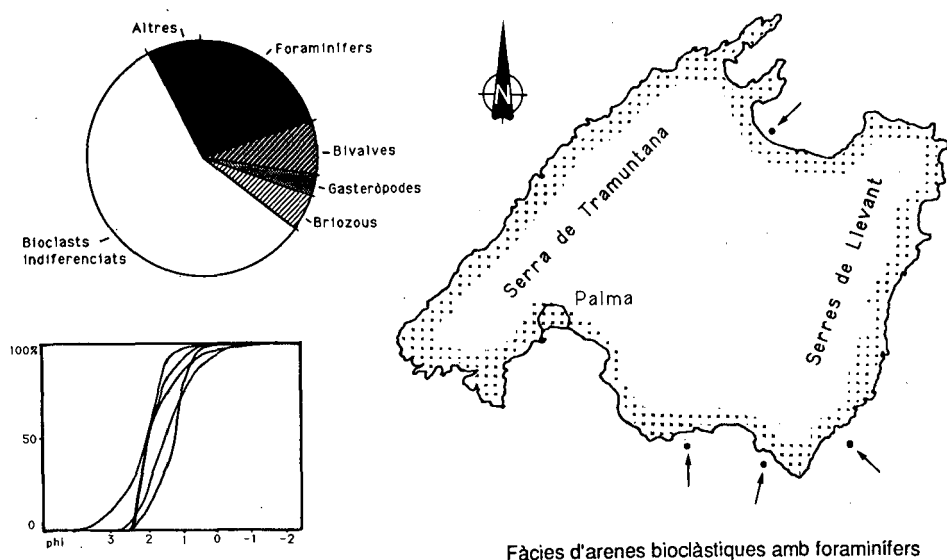 Altres
Foraminífers
Bivalves
Gasteròpodes
Briozous
Bioclasts
indiferenciats
N
Serra de Tramuntana
Palma
Serres de Llevant
100%
50
0
phi 3 2 1 0 -1 -2
Fàcies d'arenes bioclàstiques amb foraminífers